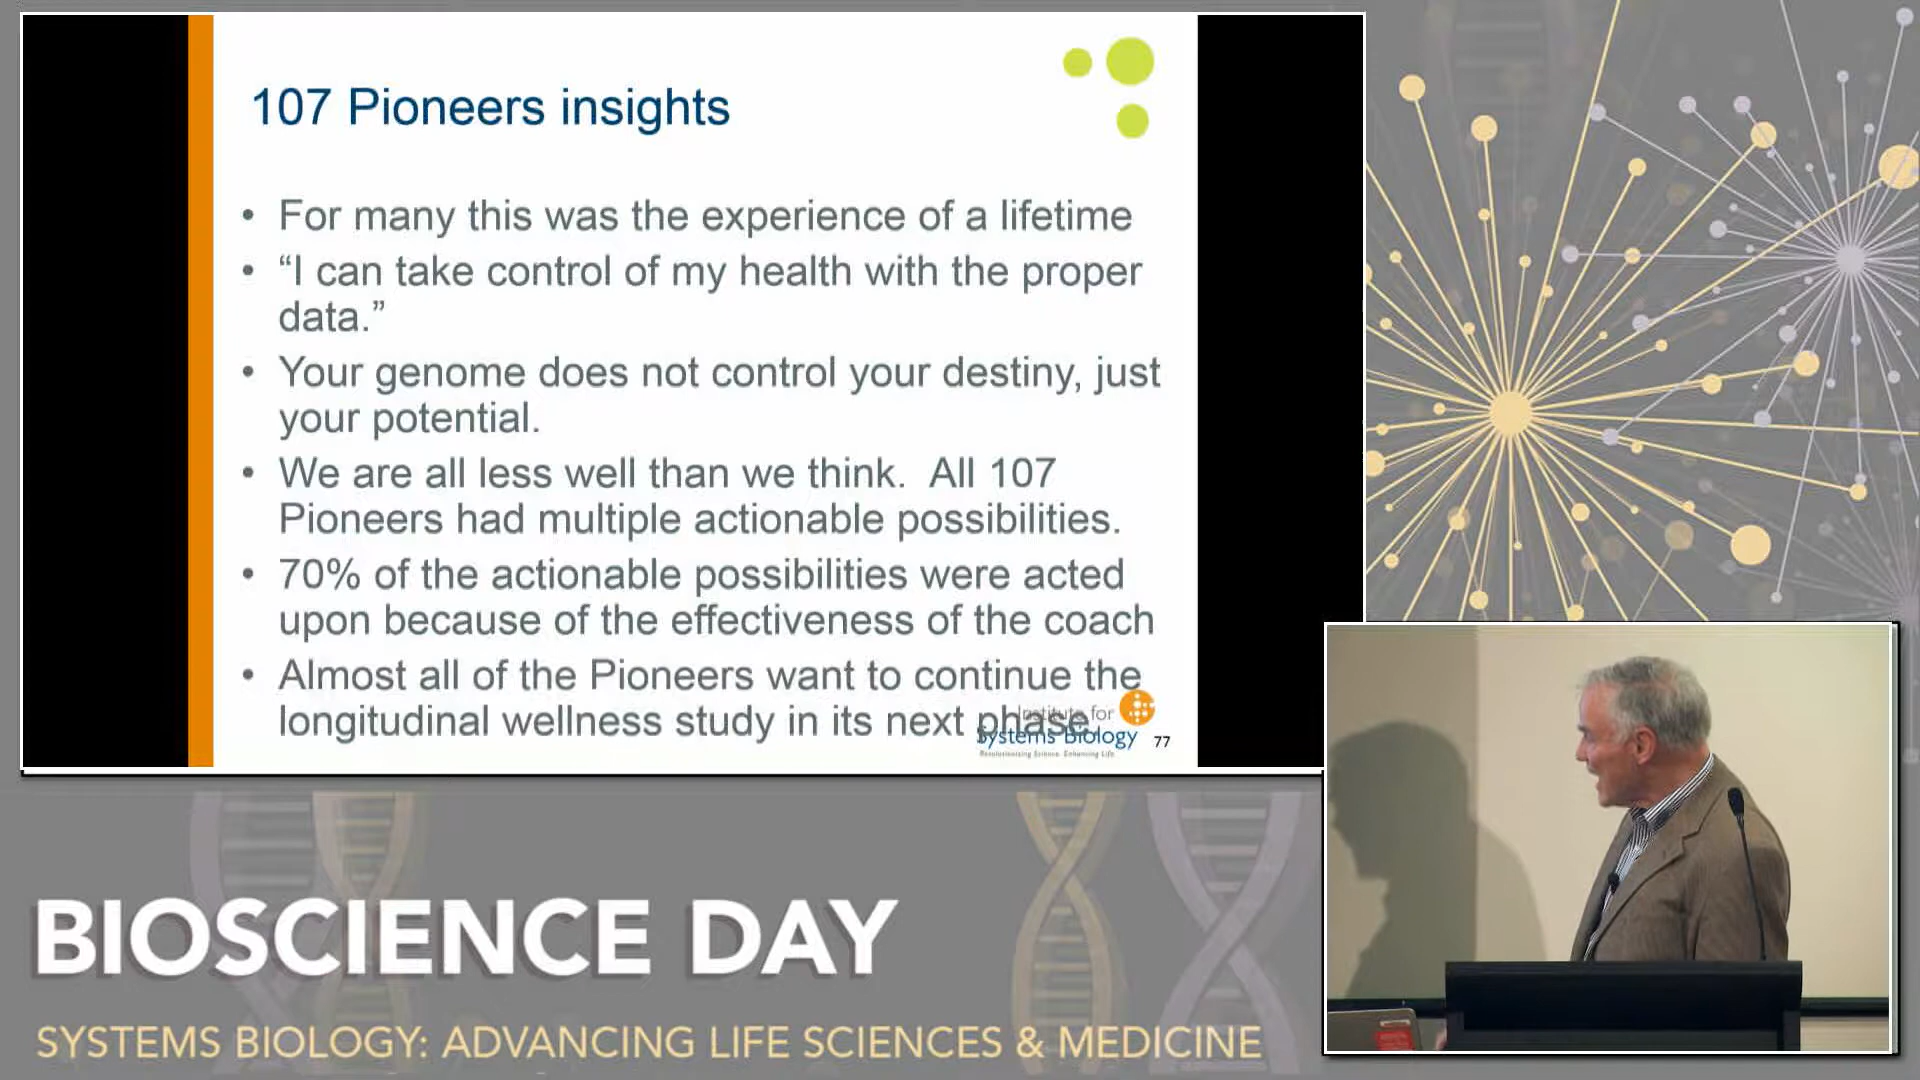 107 Pioneers insights
• For many this was the experience of a lifetime
• “I can take control of my health with the proper
data.”
• Your genome does not control your destiny, just
your potential.
• We are all less well than we think.  All 107
Pioneers had multiple actionable possibilities.
• 70% of the actionable possibilities were acted
upon because of the effectiveness of the coach
• Almost all of the Pioneers want to continue the
longitudinal wellness study in its next phase.
Institute for
Systems Biology
Revolutionizing Science. Enhancing Life.
77
BIOSCIENCE DAY
SYSTEMS BIOLOGY: ADVANCING LIFE SCIENCES & MEDICINE